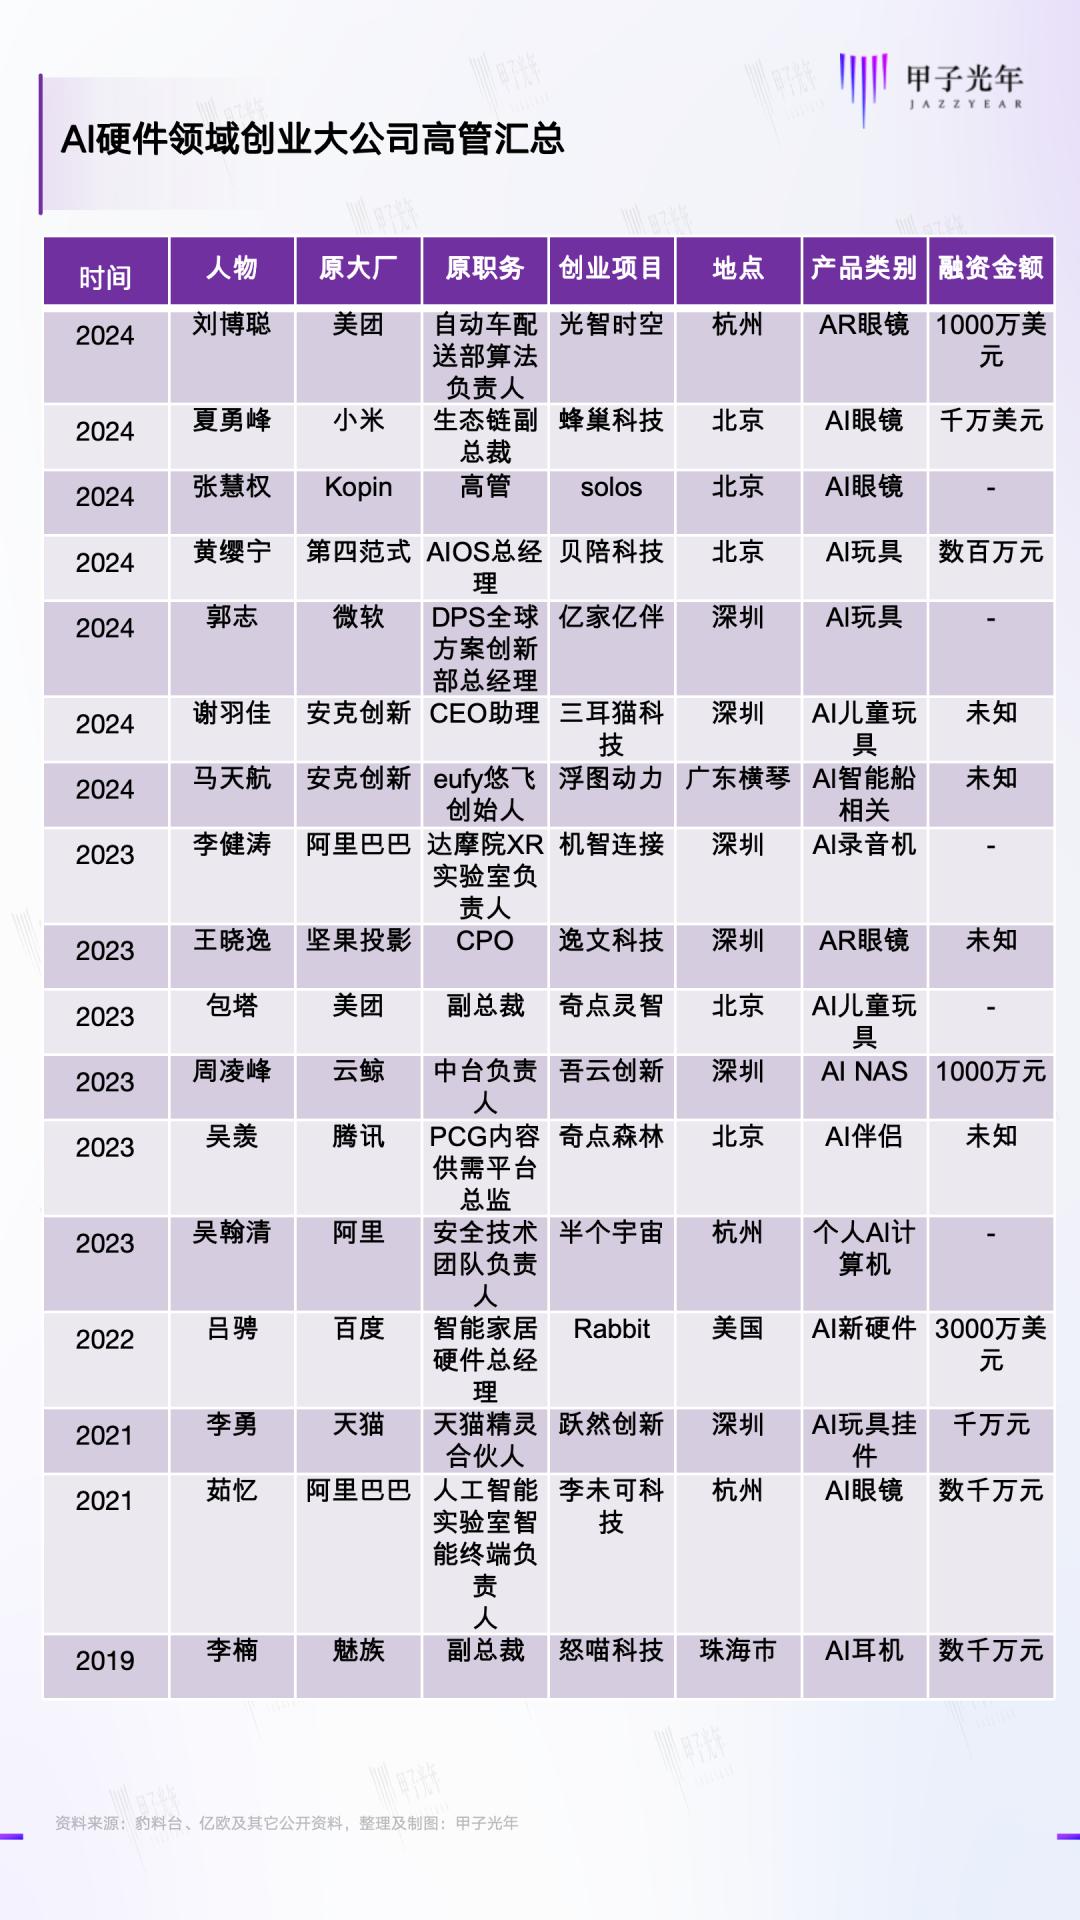 甲子光年
JAZZYEAR
AI硬件领域创业大公司高管汇总
时间 人物 原大厂 原职务 创业项目 地点 产品类别 融资金额
2024 刘博聪 美团 自动车配送部算法负责人 光智时空 杭州 AR眼镜 1000万美元
2024 夏勇峰 小米 生态链副总裁 蜂巢科技 北京 AI眼镜 千万美元
2024 张慧权 Kopin 高管 solos 北京 AI眼镜 -
2024 黄缨宁 第四范式 AIOS总经理 贝陪科技 北京 AI玩具 数百万元
2024 郭志 微软 DPS全球方案创新部总经理 亿家亿伴 深圳 AI玩具 -
2024 谢羽佳 安克创新 CEO助理 三耳猫科技 深圳 AI儿童玩具 未知
2024 马天航 安克创新 eufy悠飞创始人 浮图动力 广东横琴 AI智能船相关 未知
2023 李健涛 阿里巴巴 达摩院XR实验室负责人 机智连接 深圳 AI录音机 -
2023 王晓逸 坚果投影 CPO 逸文科技 深圳 AR眼镜 未知
2023 包塔 美团 副总裁 奇点灵智 北京 AI儿童玩具 -
2023 周凌峰 云鲸 中台负责人 吾云创新 深圳 AI NAS 1000万元
2023 吴羡 腾讯 PCG内容供需平台总监 奇点森林 北京 AI伴侣 未知
2023 吴翰清 阿里 安全技术团队负责人 半个宇宙 杭州 个人AI计算机 -
2022 吕骋 百度 智能家居硬件总经理 Rabbit 美国 AI新硬件 3000万美元
2021 李勇 天猫 天猫精灵合伙人 跃然创新 深圳 AI玩具挂件 千万元
2021 茹忆 阿里巴巴 人工智能实验室智能终端负责人 李未可科技 杭州 AI眼镜 数千万元
2019 李楠 魅族 副总裁 怒喵科技 珠海市 AI耳机 数千万元
资料来源：豹料台、亿欧及其它公开资料，整理及制图：甲子光年